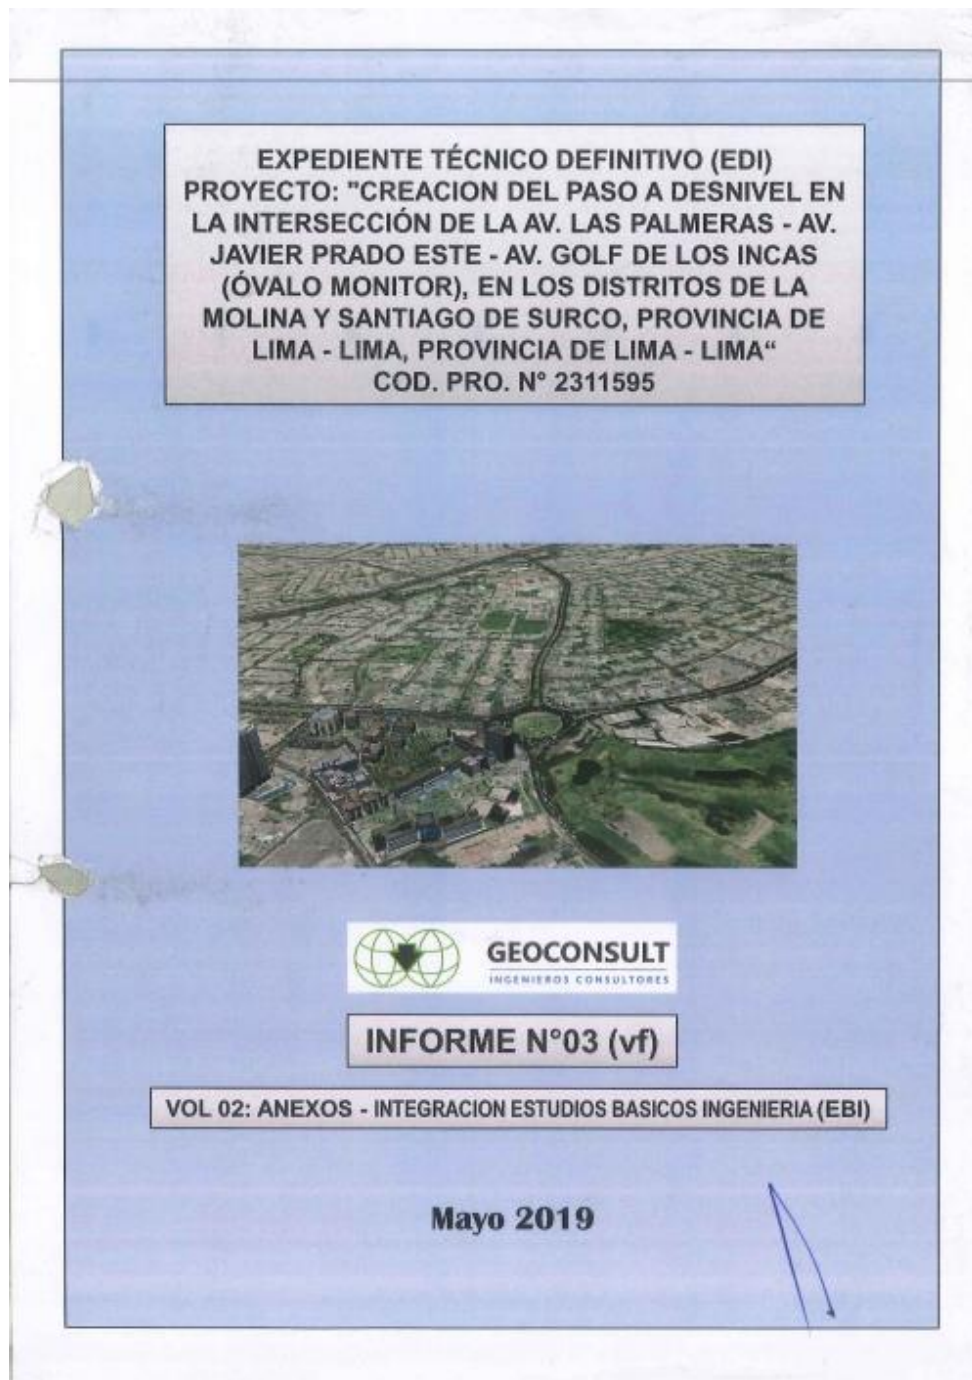 EXPEDIENTE TÉCNICO DEFINITIVO (EDI)
PROYECTO: "CREACION DEL PASO A DESNIVEL EN
LA INTERSECCIÓN DE LA AV. LAS PALMERAS - AV.
JAVIER PRADO ESTE - AV. GOLF DE LOS INCAS
(ÓVALO MONITOR), EN LOS DISTRITOS DE LA
MOLINA Y SANTIAGO DE SURCO, PROVINCIA DE
LIMA - LIMA, PROVINCIA DE LIMA - LIMA“
COD. PRO. N° 2311595
GEOCONSULT
INGENIEROS CONSULTORES
INFORME N°03 (vf)
VOL 02: ANEXOS - INTEGRACION ESTUDIOS BASICOS INGENIERIA (EBI)
Mayo 2019